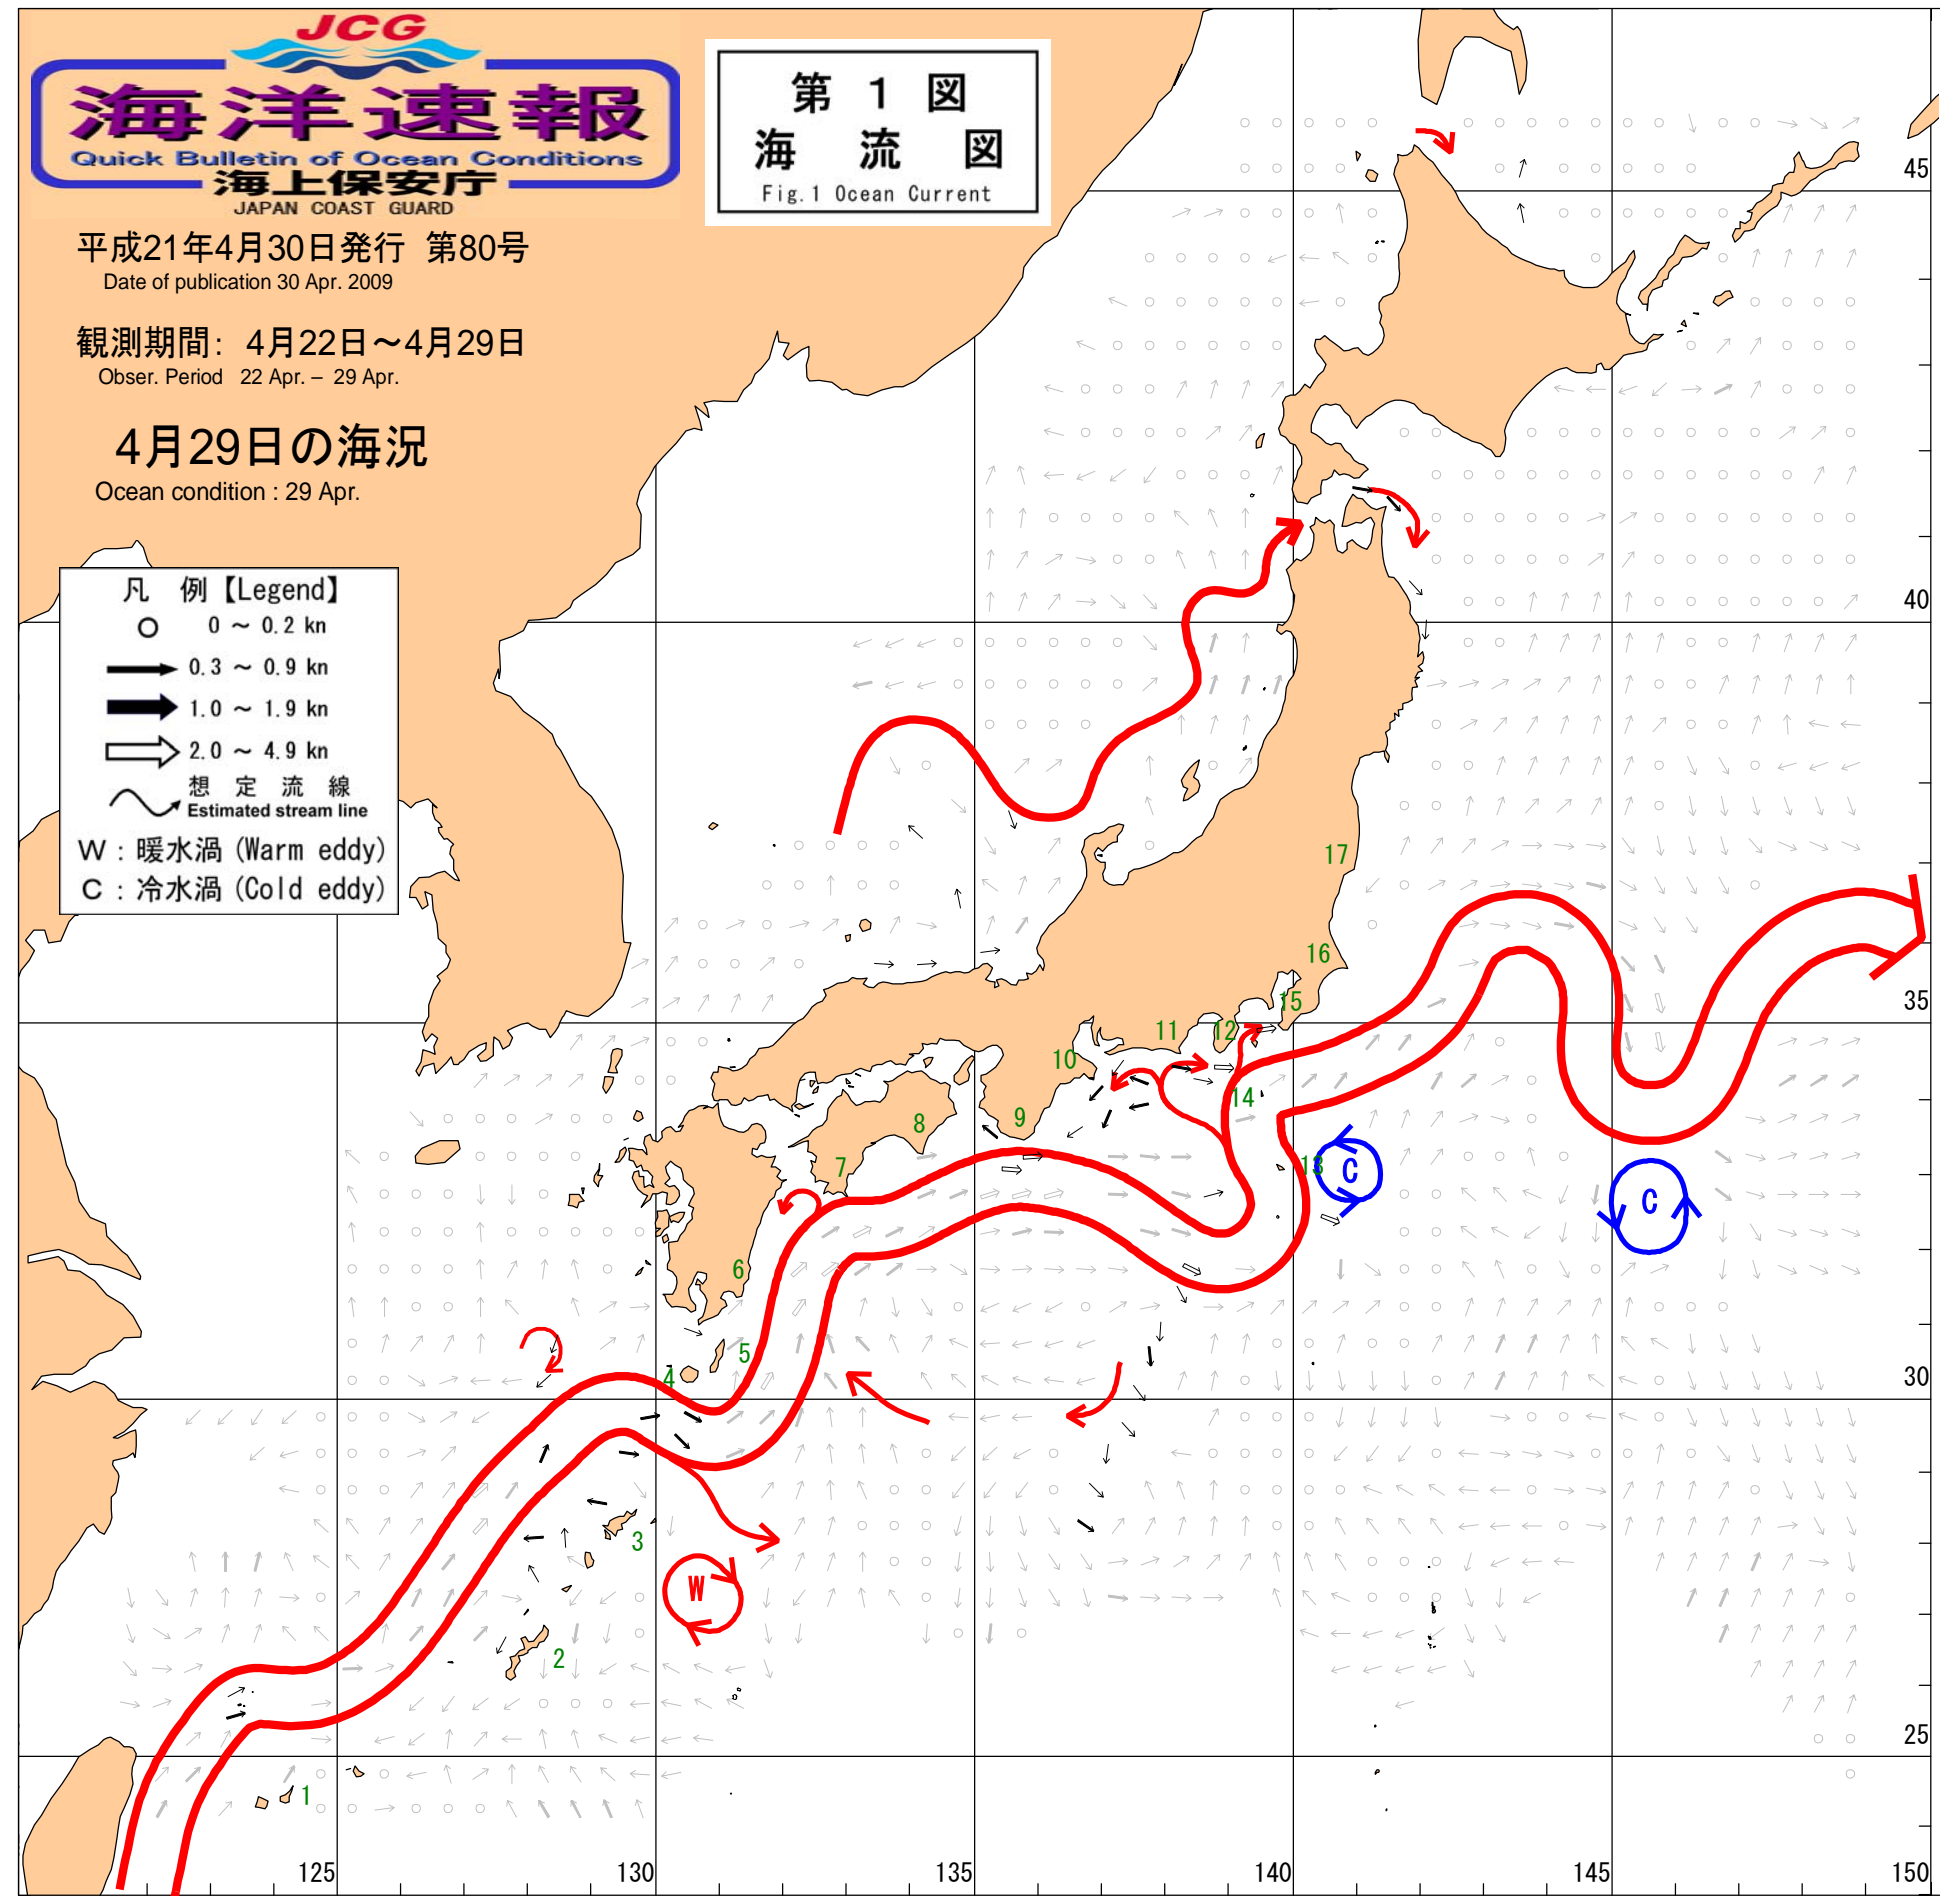 JCG
海洋速報
Quick Bulletin of Ocean Conditions
海上保安庁
JAPAN COAST GUARD
第 1 図
海 流 図
Fig.1 Ocean Current
平成21年4月30日発行 第80号
Date of publication 30 Apr. 2009
観測期間: 4月22日～4月29日
Obser. Period 22 Apr. – 29 Apr.
4月29日の海況
Ocean condition : 29 Apr.
凡 例【Legend】
0 ～ 0.2 kn
0.3 ～ 0.9 kn
1.0 ～ 1.9 kn
2.0 ～ 4.9 kn
想 定 流 線
Estimated stream line
W : 暖水渦 (Warm eddy)
C : 冷水渦 (Cold eddy)
45
40
17
16
35
15
12
11
10
14
9
8
7
13
C
C
6
5
4
30
3
W
2
25
1
125
130
135
140
145
150